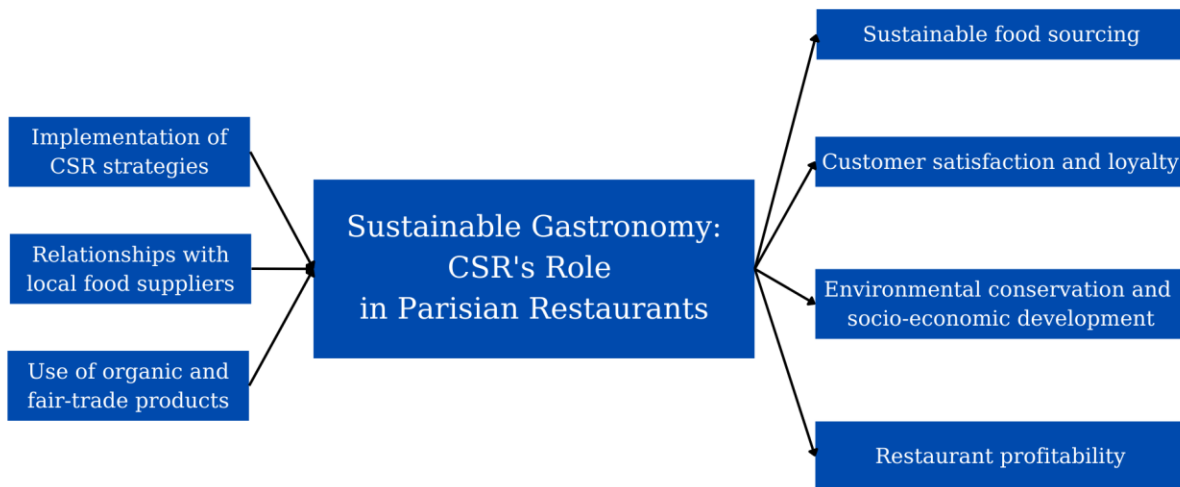 Implementation of
CSR strategies
Relationships with
local food suppliers
Use of organic and
fair-trade products
Sustainable Gastronomy:
CSR's Role
in Parisian Restaurants
Sustainable food sourcing
Customer satisfaction and loyalty
Environmental conservation and
socio-economic development
Restaurant profitability